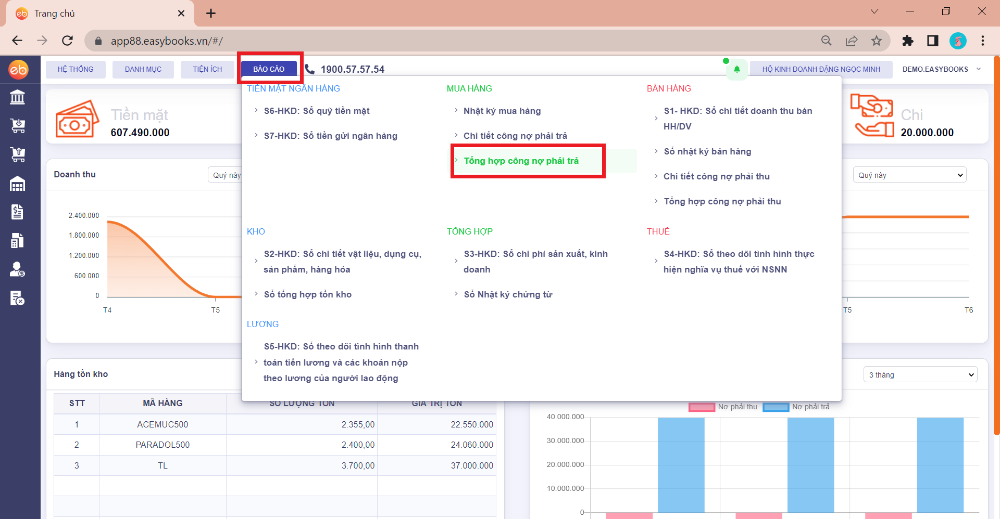 eb Trang chủ
app88.easybooks.vn/#/
eb HỆ THỐNG DANH MỤC TIỆN ÍCH BÁO CÁO 1900.57.57.54 HỘ KINH DOANH ĐẶNG NGỌC MINH DEMO.EASYBOOKS
TIỀN MẶT NGÂN HÀNG
S6-HKD: Sổ quỹ tiền mặt
S7-HKD: Sổ tiền gửi ngân hàng
MUA HÀNG
Nhật ký mua hàng
Chi tiết công nợ phải trả
Tổng hợp công nợ phải trả
BÁN HÀNG
S1- HKD: Sổ chi tiết doanh thu bán
HH/DV
Sổ nhật ký bán hàng
Chi tiết công nợ phải thu
Tổng hợp công nợ phải thu
KHO
S2-HKD: Sổ chi tiết vật liệu, dụng cụ,
sản phẩm, hàng hóa
Sổ tổng hợp tồn kho
TỔNG HỢP
S3-HKD: Sổ chi phí sản xuất, kinh
doanh
Sổ Nhật ký chứng từ
THUẾ
S4-HKD: Sổ theo dõi tình hình thực
hiện nghĩa vụ thuế với NSNN
LƯƠNG
S5-HKD: Sổ theo dõi tình hình thanh
toán tiền lương và các khoản nộp
theo lương của người lao động
Tiền mặt
607.490.000
Chi
20.000.000
Doanh thu Quý này
2.400.000
1.800.000
1.200.000
600.000
0
T4 T5
Quý này
T5 T6
Hàng tồn kho
STT MÃ HÀNG SỐ LƯỢNG TỒN GIÁ TRỊ TỒN
1 ACEMUC500 2.355,00 22.550.000
2 PARADOL500 2.400,00 24.060.000
3 TL 3.700,00 37.000.000
3 tháng
Nợ phải thu Nợ phải trả
40.000.000
30.000.000
20.000.000
10.000.000
0